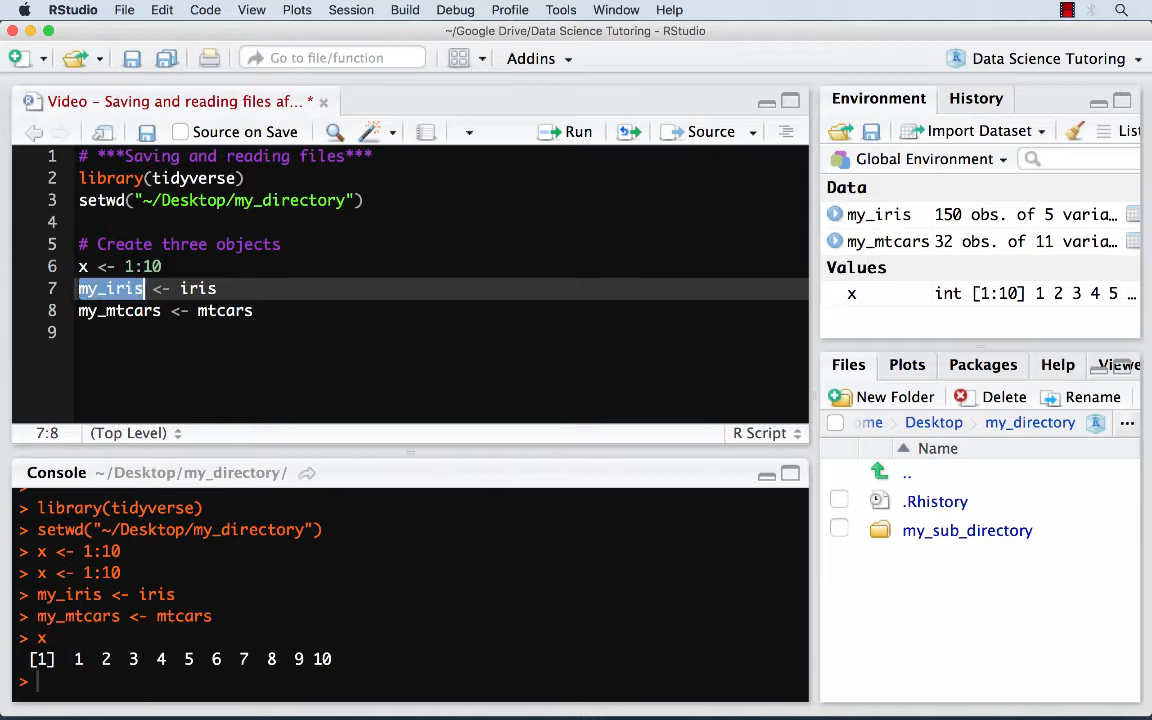 RStudio File Edit Code View Plots Session Build Debug Profile Tools Window Help
~/Google Drive/Data Science Tutoring - RStudio
Go to file/function Addins Data Science Tutoring
Video - Saving and reading files af... *
Source on Save Run Source
1 # ***Saving and reading files***
2 library(tidyverse)
3 setwd("~/Desktop/my_directory")
4
5 # Create three objects
6 x <- 1:10
7 my_iris <- iris
8 my_mtcars <- mtcars
9
7:8 (Top Level) R Script
Console ~/Desktop/my_directory/
> library(tidyverse)
> setwd("~/Desktop/my_directory")
> x <- 1:10
> x <- 1:10
> my_iris <- iris
> my_mtcars <- mtcars
> x
[1] 1 2 3 4 5 6 7 8 9 10
>
Environment History
Import Dataset Lis
Global Environment
Data
my_iris 150 obs. of 5 varia...
my_mtcars 32 obs. of 11 varia...
Values
x int [1:10] 1 2 3 4 5 ...
Files Plots Packages Help Viewe
New Folder Delete Rename
ome Desktop my_directory R ...
Name
..
.Rhistory
my_sub_directory